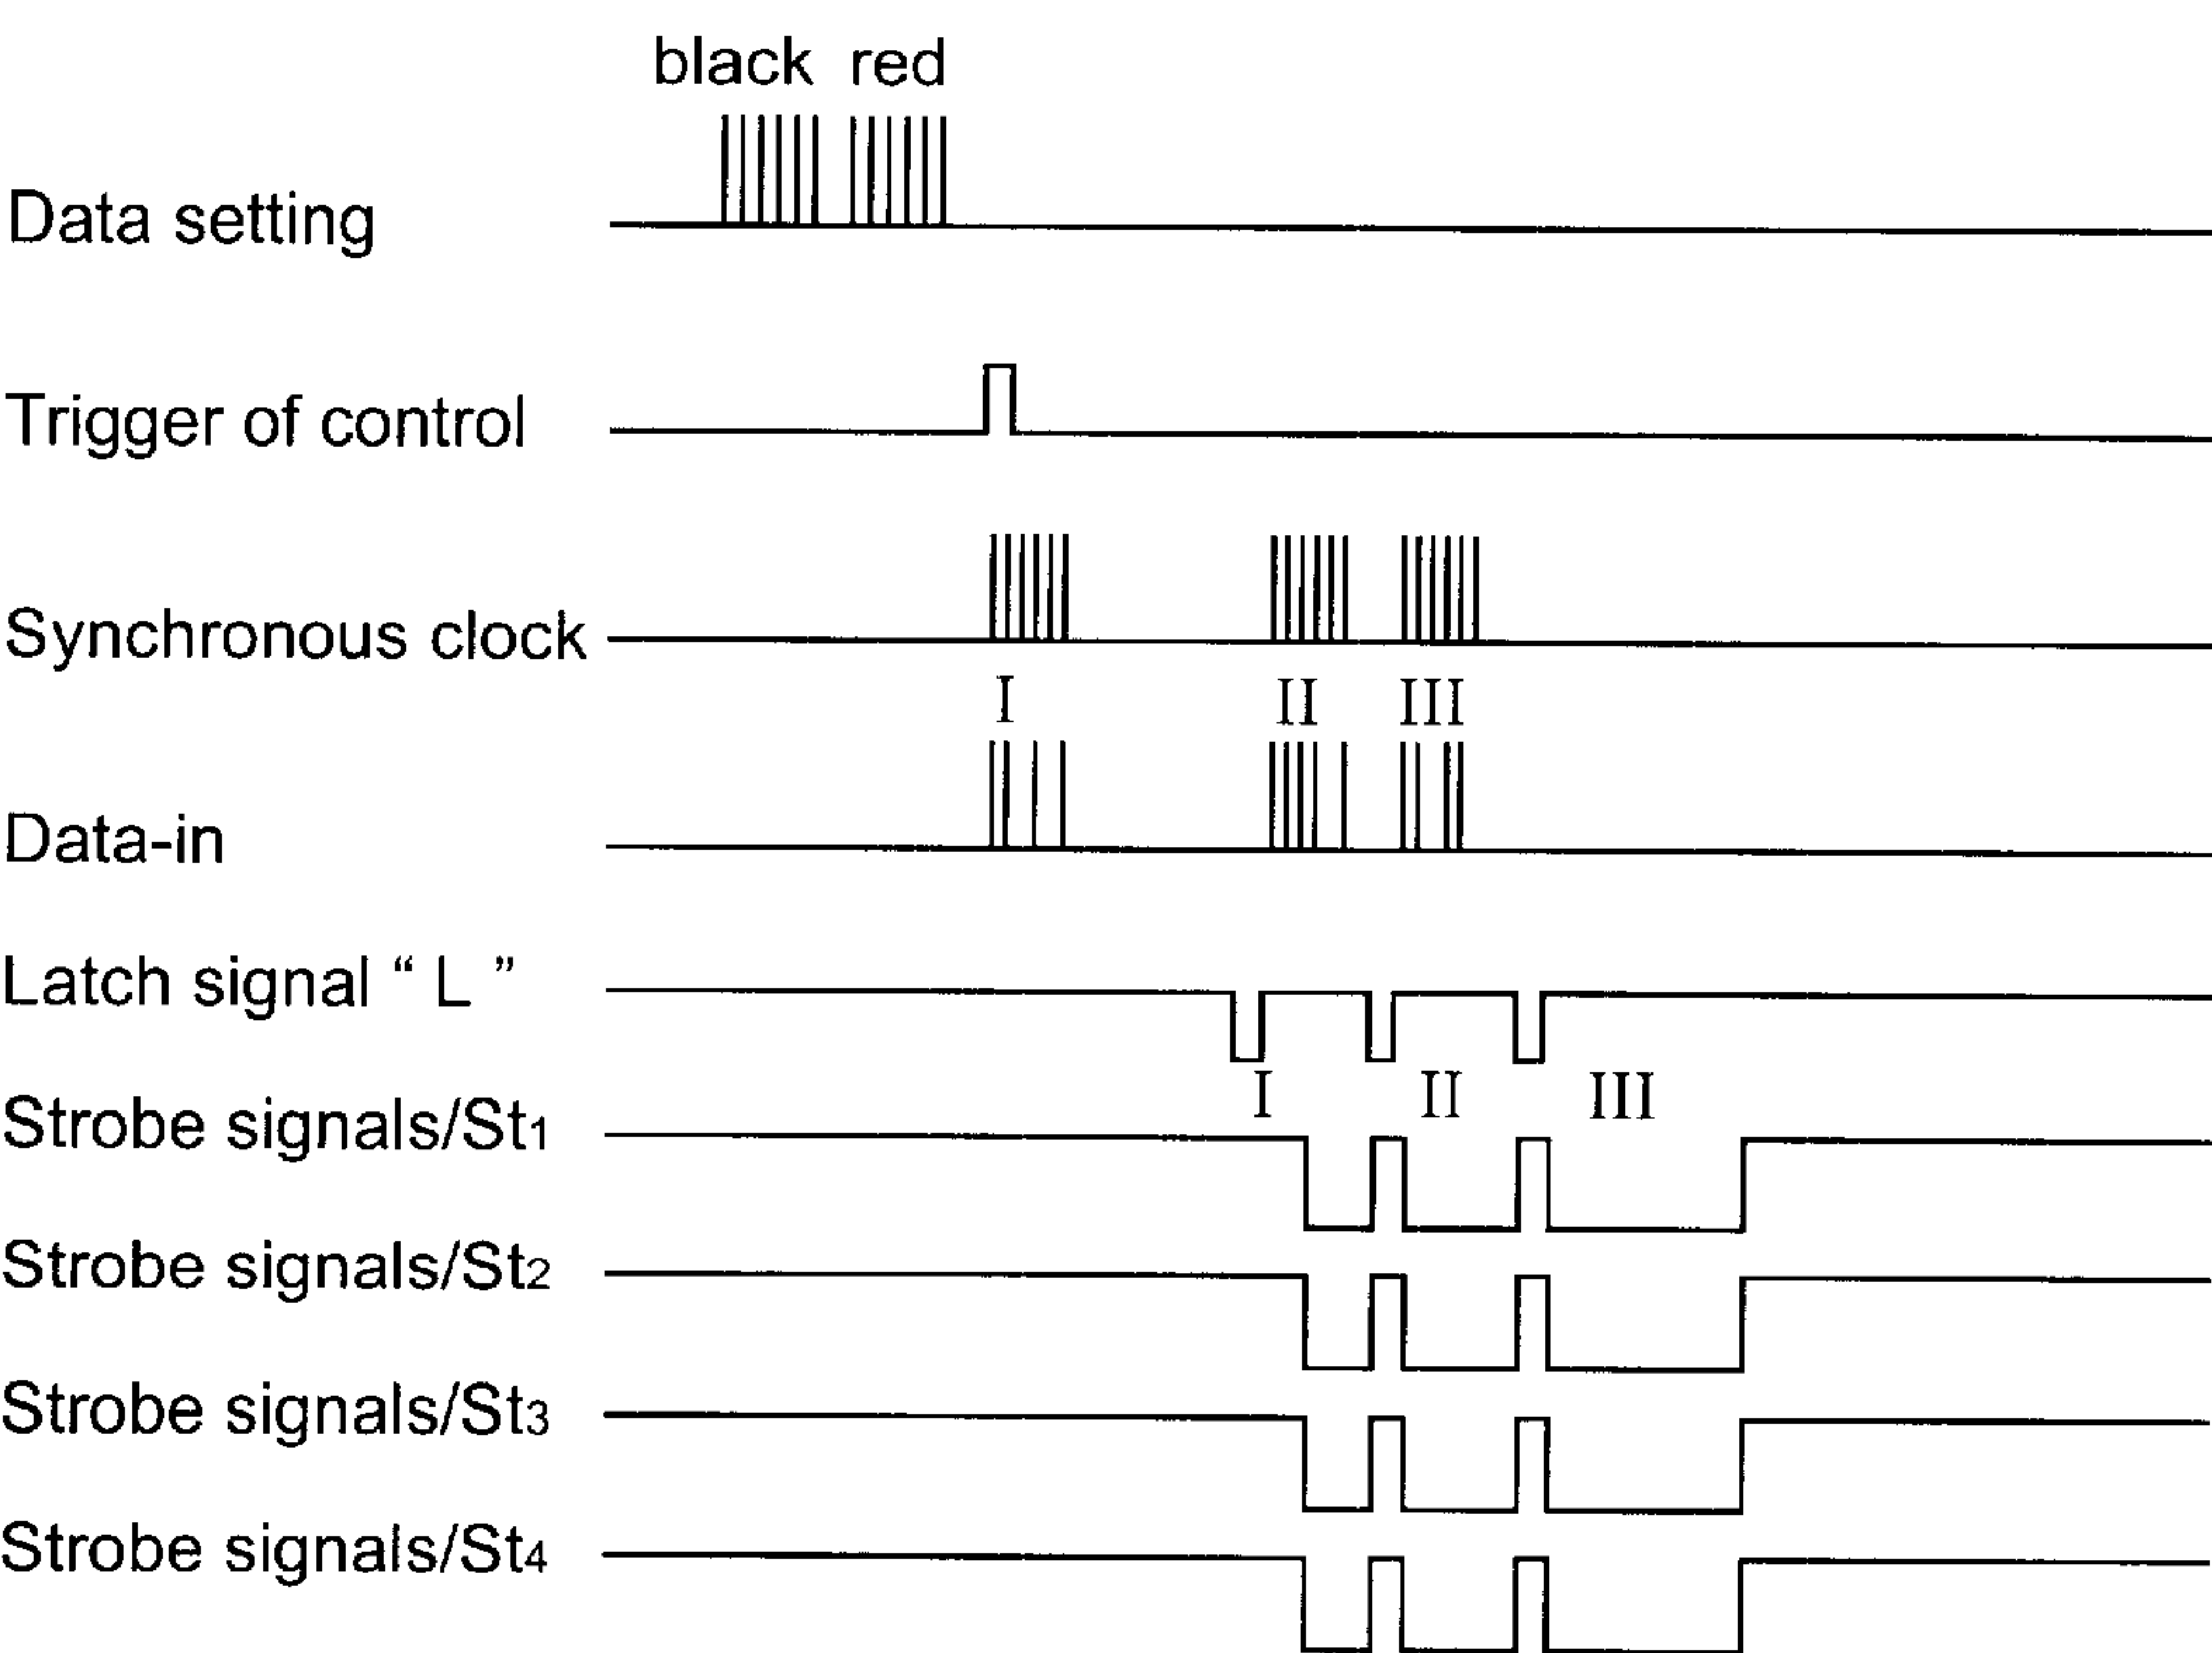 black red
Data setting
Trigger of control
Synchronous clock
I II III
Data-in
Latch signal “ L ”
I II III
Strobe signals/St1
Strobe signals/St2
Strobe signals/St3
Strobe signals/St4